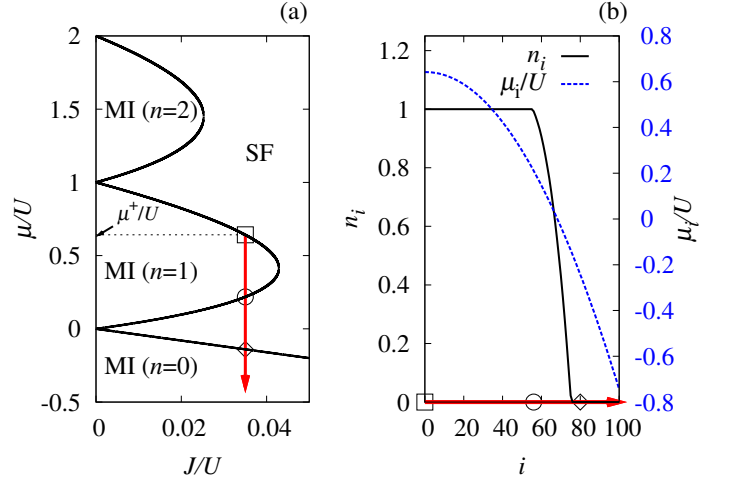 (a)
2
1.5
1
0.5
0
-0.5
μ/U
MI (n=2)
SF
μ⁺/U
MI (n=1)
MI (n=0)
0
0.02
0.04
J/U
(b)
1.2
1
0.8
0.6
0.4
0.2
0
n_i
n_i
μ_i/U
0.8
0.6
0.4
0.2
0
-0.2
-0.4
-0.6
-0.8
μ_i/U
0 20 40 60 80 100
i